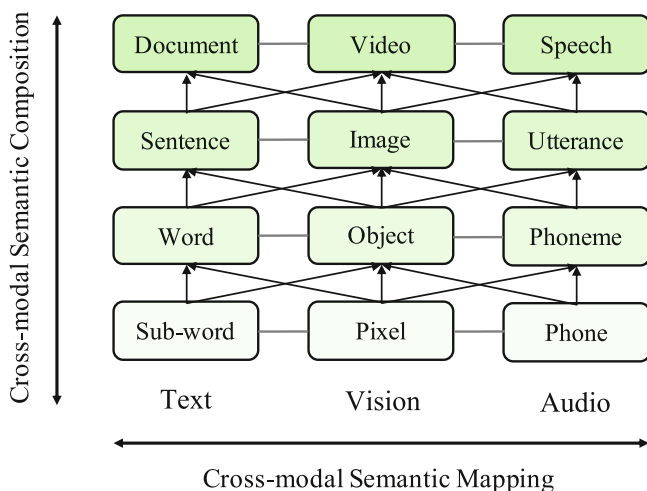 Cross-modal Semantic Composition
Document Video Speech
Sentence Image Utterance
Word Object Phoneme
Sub-word Pixel Phone
Text Vision Audio
Cross-modal Semantic Mapping